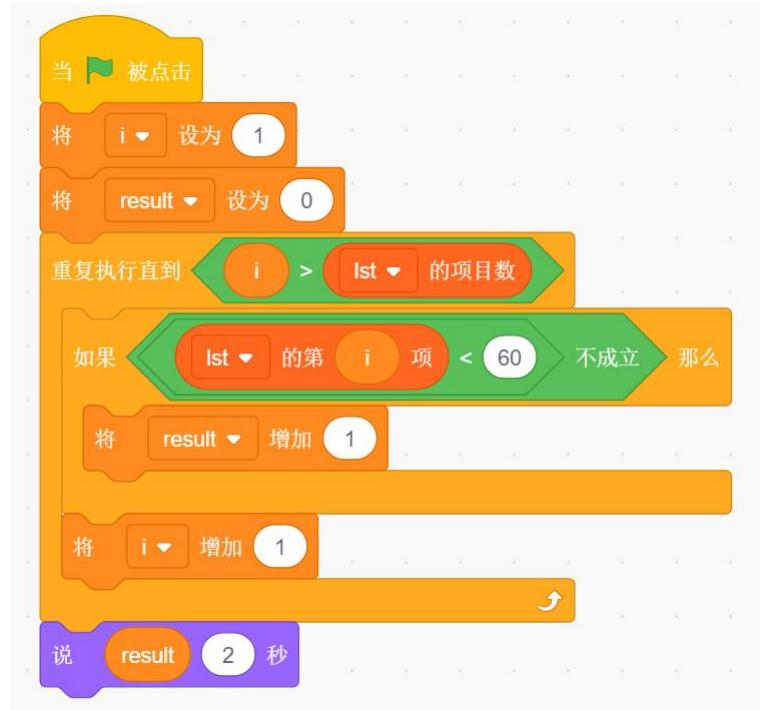 当 被点击
将 i 设为 1
将 result 设为 0
重复执行直到 i > lst 的项目数
如果 lst 的第 i 项 < 60 不成立 那么
将 result 增加 1
将 i 增加 1
说 result 2 秒